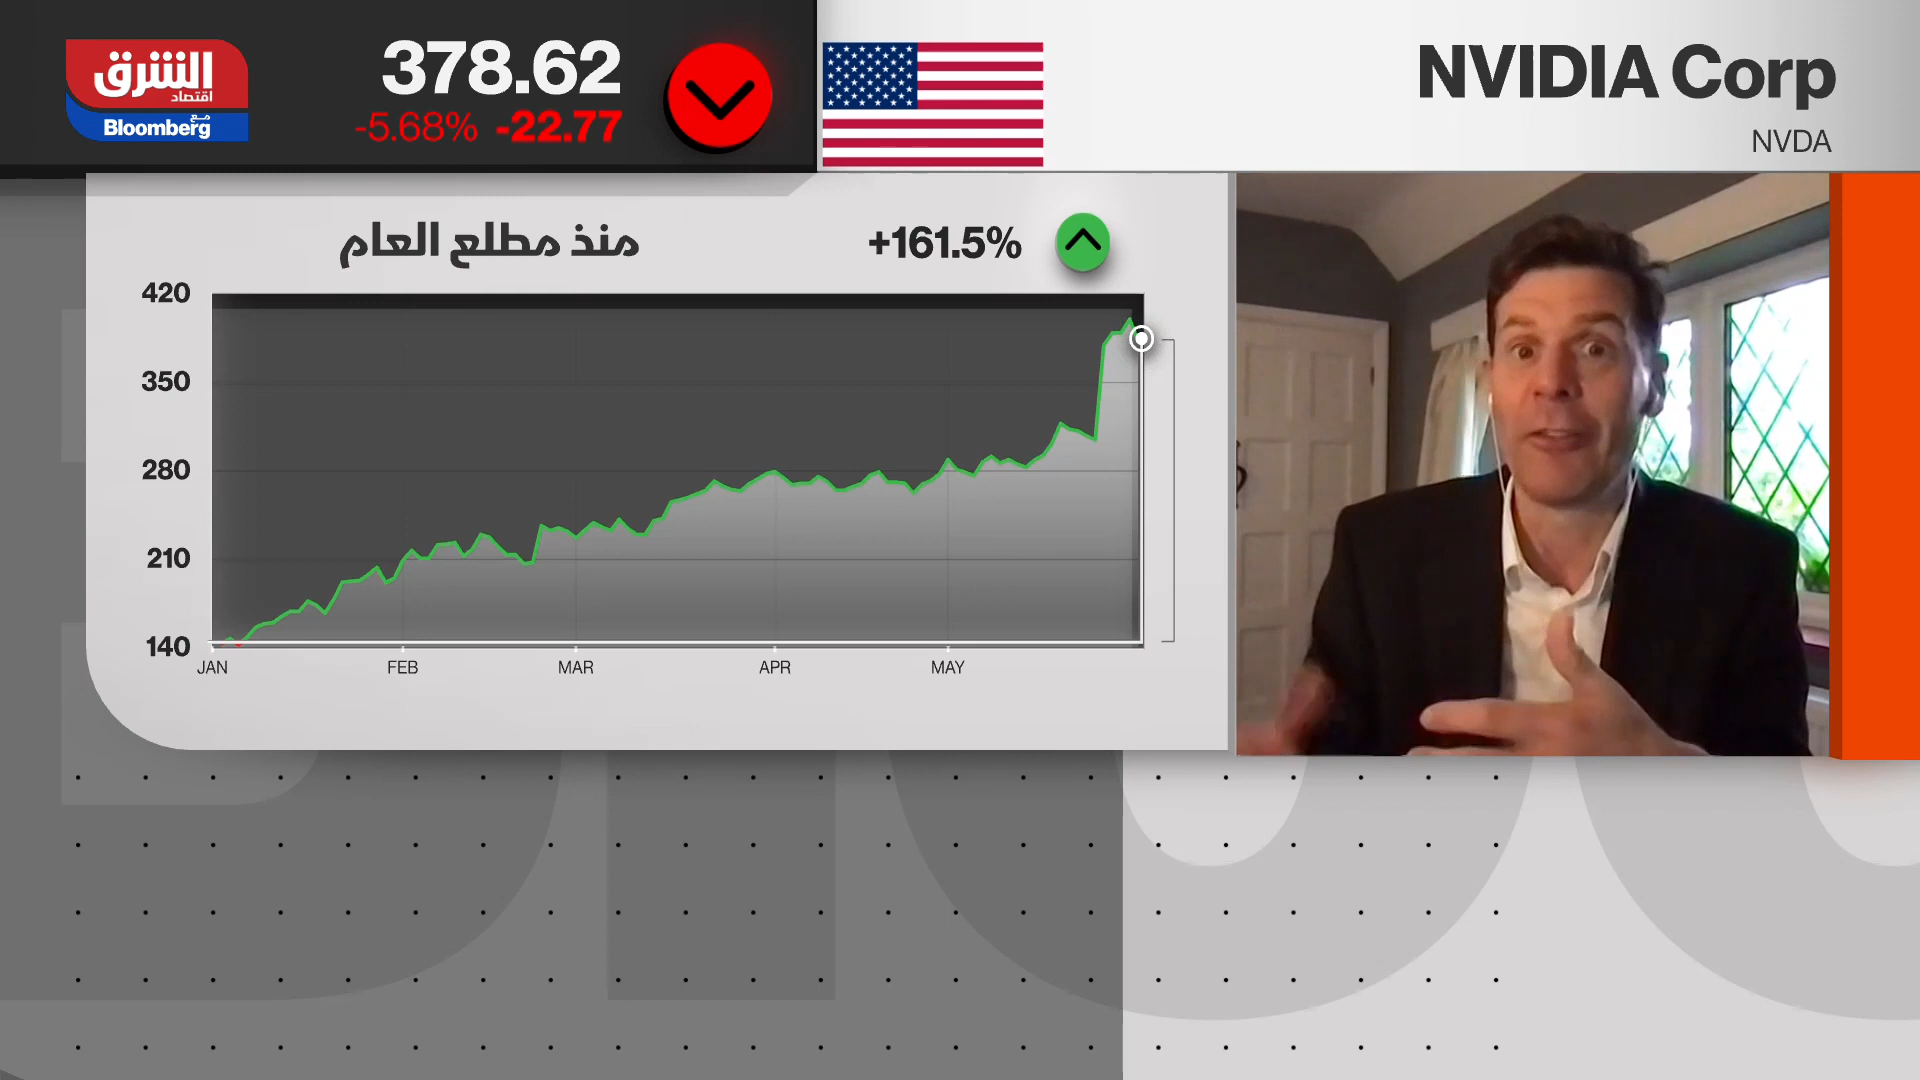 الشرق
اقتصاد
مع
Bloomberg
378.62
-5.68% -22.77
NVIDIA Corp
NVDA
منذ مطلع العام
+161.5%
420
350
280
210
140
JAN FEB MAR APR MAY